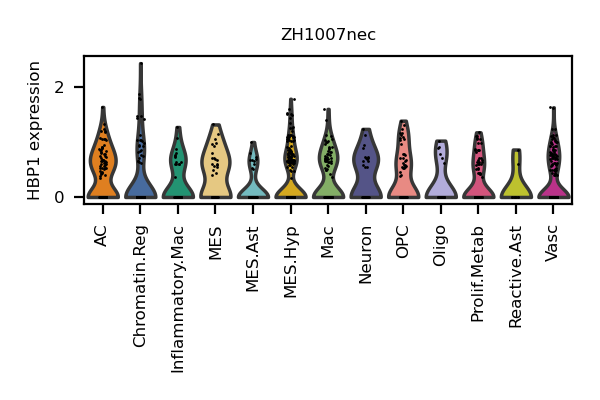 ZH1007nec
HBP1 expression
2
0
AC
Chromatin.Reg
Inflammatory.Mac
MES
MES.Ast
MES.Hyp
Mac
Neuron
OPC
Oligo
Prolif.Metab
Reactive.Ast
Vasc